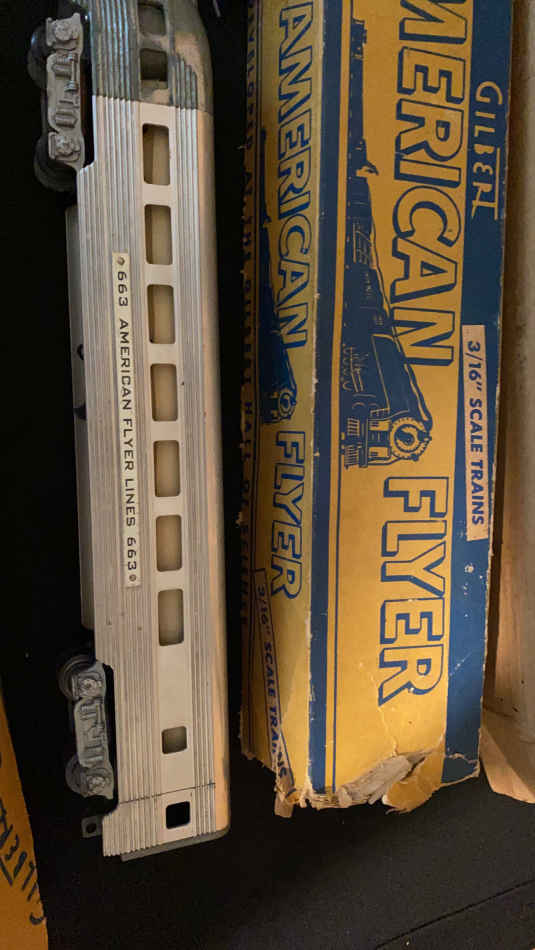 663 AMERICAN FLYER LINES 663
AMERICAN FLYER
3/16" SCALE TRAINS
AMERICAN FLYER
GILBERT
3/16" SCALE TRAINS